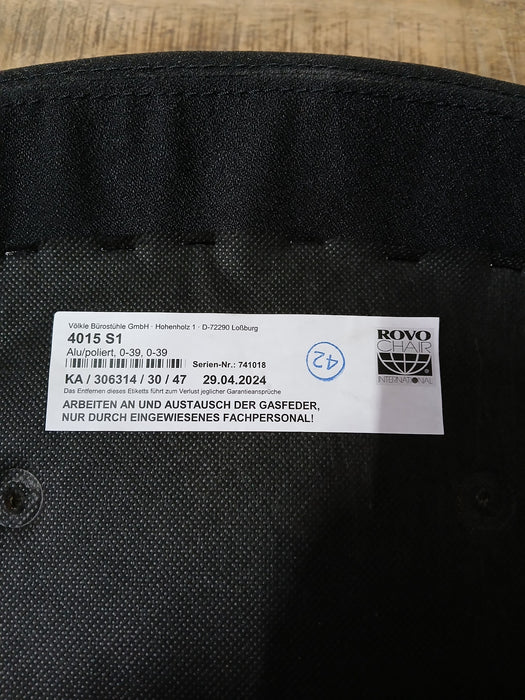 Völkle Bürostühle GmbH · Hohenholz 1 · D-72290 Loßburg
4015 S1
Alu/poliert, 0-39, 0-39
Serien-Nr.: 741018
KA / 306314 / 30 / 47 29.04.2024
Das Entfernen dieses Etiketts führt zum Verlust jeglicher Garantieansprüche
ARBEITEN AN UND AUSTAUSCH DER GASFEDER,
NUR DURCH EINGEWIESENES FACHPERSONAL!
42
ROVO
CHAIR
INTERNATIONAL